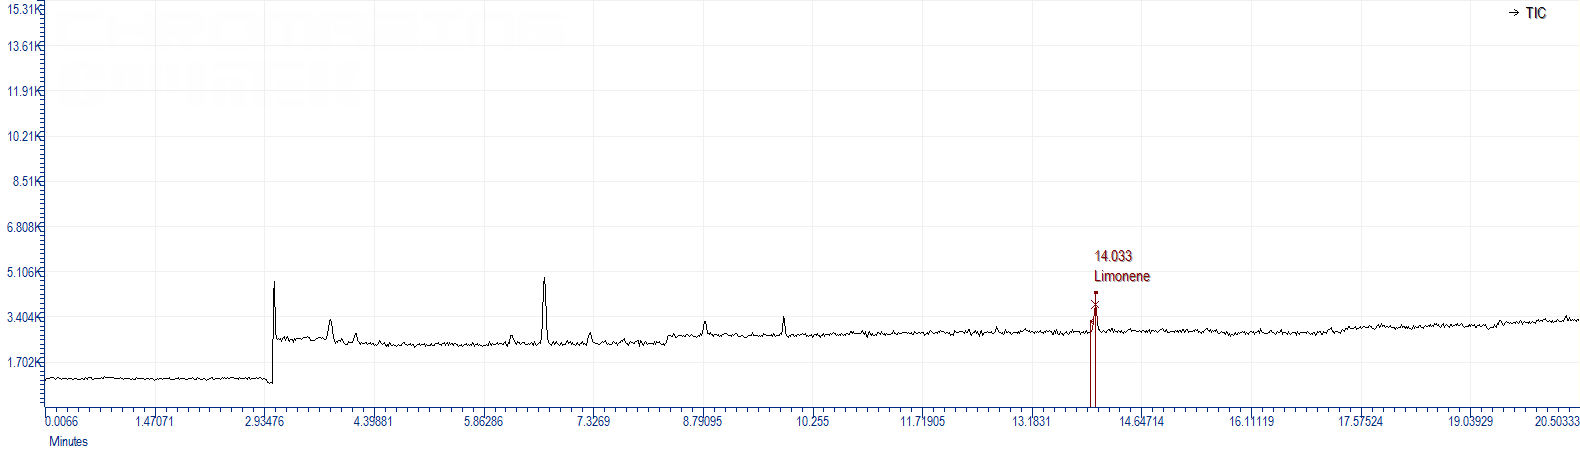 15.31K
TIC
13.61K
11.91K
10.21K
8.51K
6.808K
14.033
5.106K
Limonene
3.404K
1.702K
0.0066 1.47071 2.93476 4.39881 5.86286 7.3269 8.79095 10.255 11.71905 13.1831 14.64714 16.11119 17.57524 19.03929 20.50333
Minutes